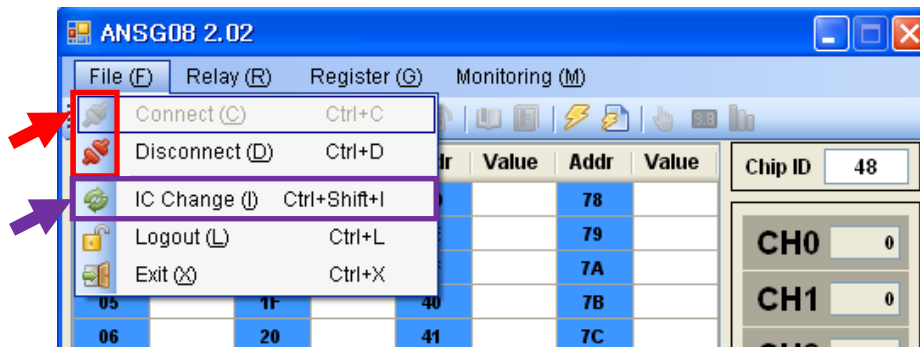 ANSG08 2.02
File (F) Relay (R) Register (G) Monitoring (M)
Connect (C) Ctrl+C
Disconnect (D) Ctrl+D
Value Addr Value
Chip ID 48
IC Change (I) Ctrl+Shift+I 78
Logout (L) Ctrl+L 79
CH0 0
Exit (X) Ctrl+X 7A
05 1F 40 7B
CH1 0
06 20 41 7C